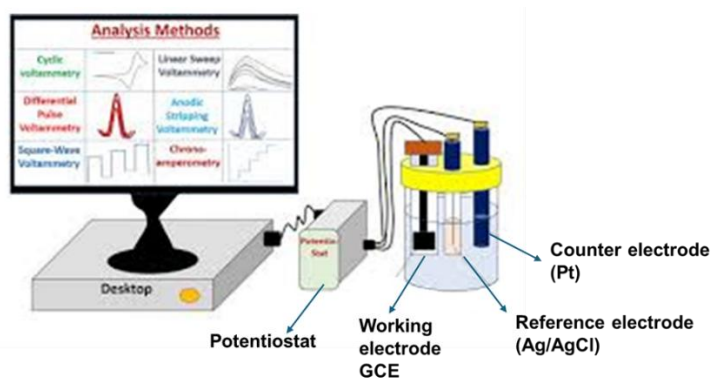 Analysis Methods
Cyclic
voltammetry
Linear Sweep
Voltammetry
Differential
Pulse
Voltammetry
Anodic
Stripping
Voltammetry
Square-Wave
Voltammetry
Chrono-
amperometry
Desktop
Potentio-
Stat
Potentiostat
Working
electrode
GCE
Reference electrode
(Ag/AgCl)
Counter electrode
(Pt)